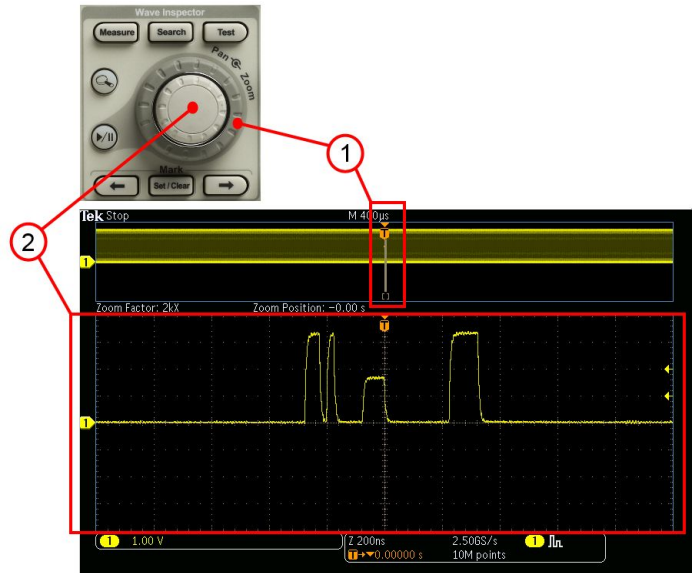 Wave Inspector
Measure Search Test
Pan Zoom
Mark
← Set / Clear →
1
2
Tek Stop M 400µs
T
1
Zoom Factor: 2kX Zoom Position: -0.00 s
T
1
1 1.00 V Z 200ns 2.50GS/s 1
T→▼0.00000 s 10M points